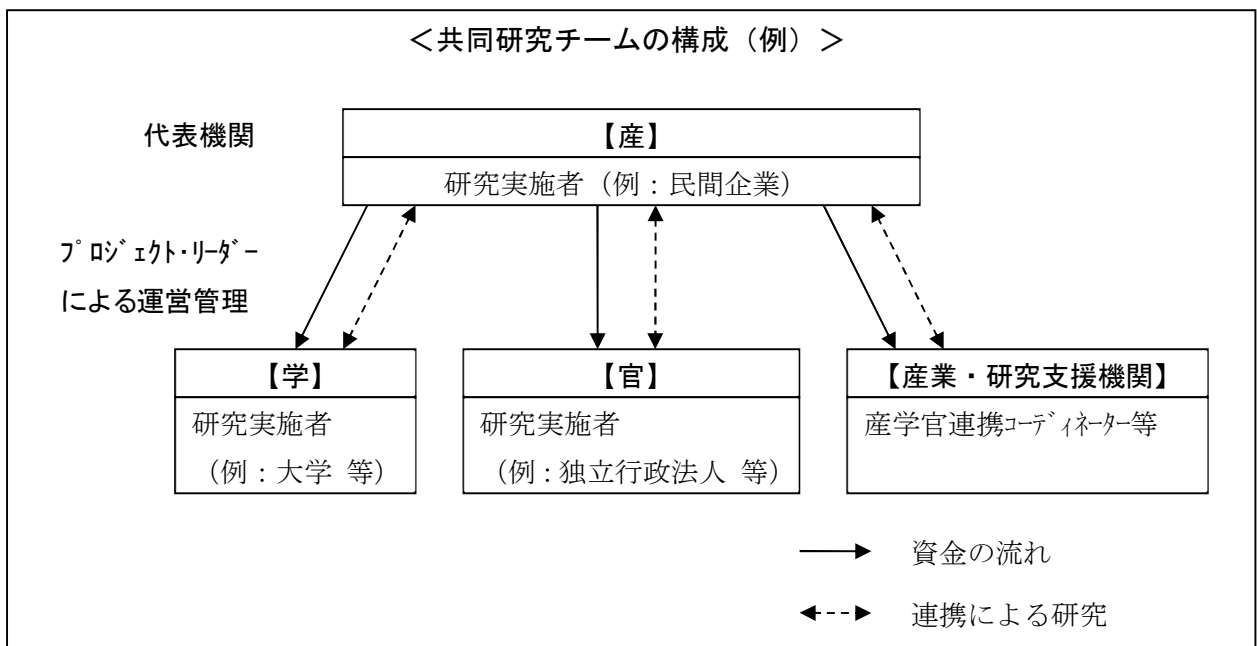 ＜共同研究チームの構成（例）＞
代表機関
【産】
研究実施者（例：民間企業）
ﾌﾟﾛｼﾞｪｸﾄ･ﾘｰﾀﾞｰ
による運営管理
【学】
研究実施者
（例：大学 等）
【官】
研究実施者
（例：独立行政法人 等）
【産業・研究支援機関】
産学官連携ｺｰﾃﾞｨﾈｰﾀｰ等
資金の流れ
連携による研究